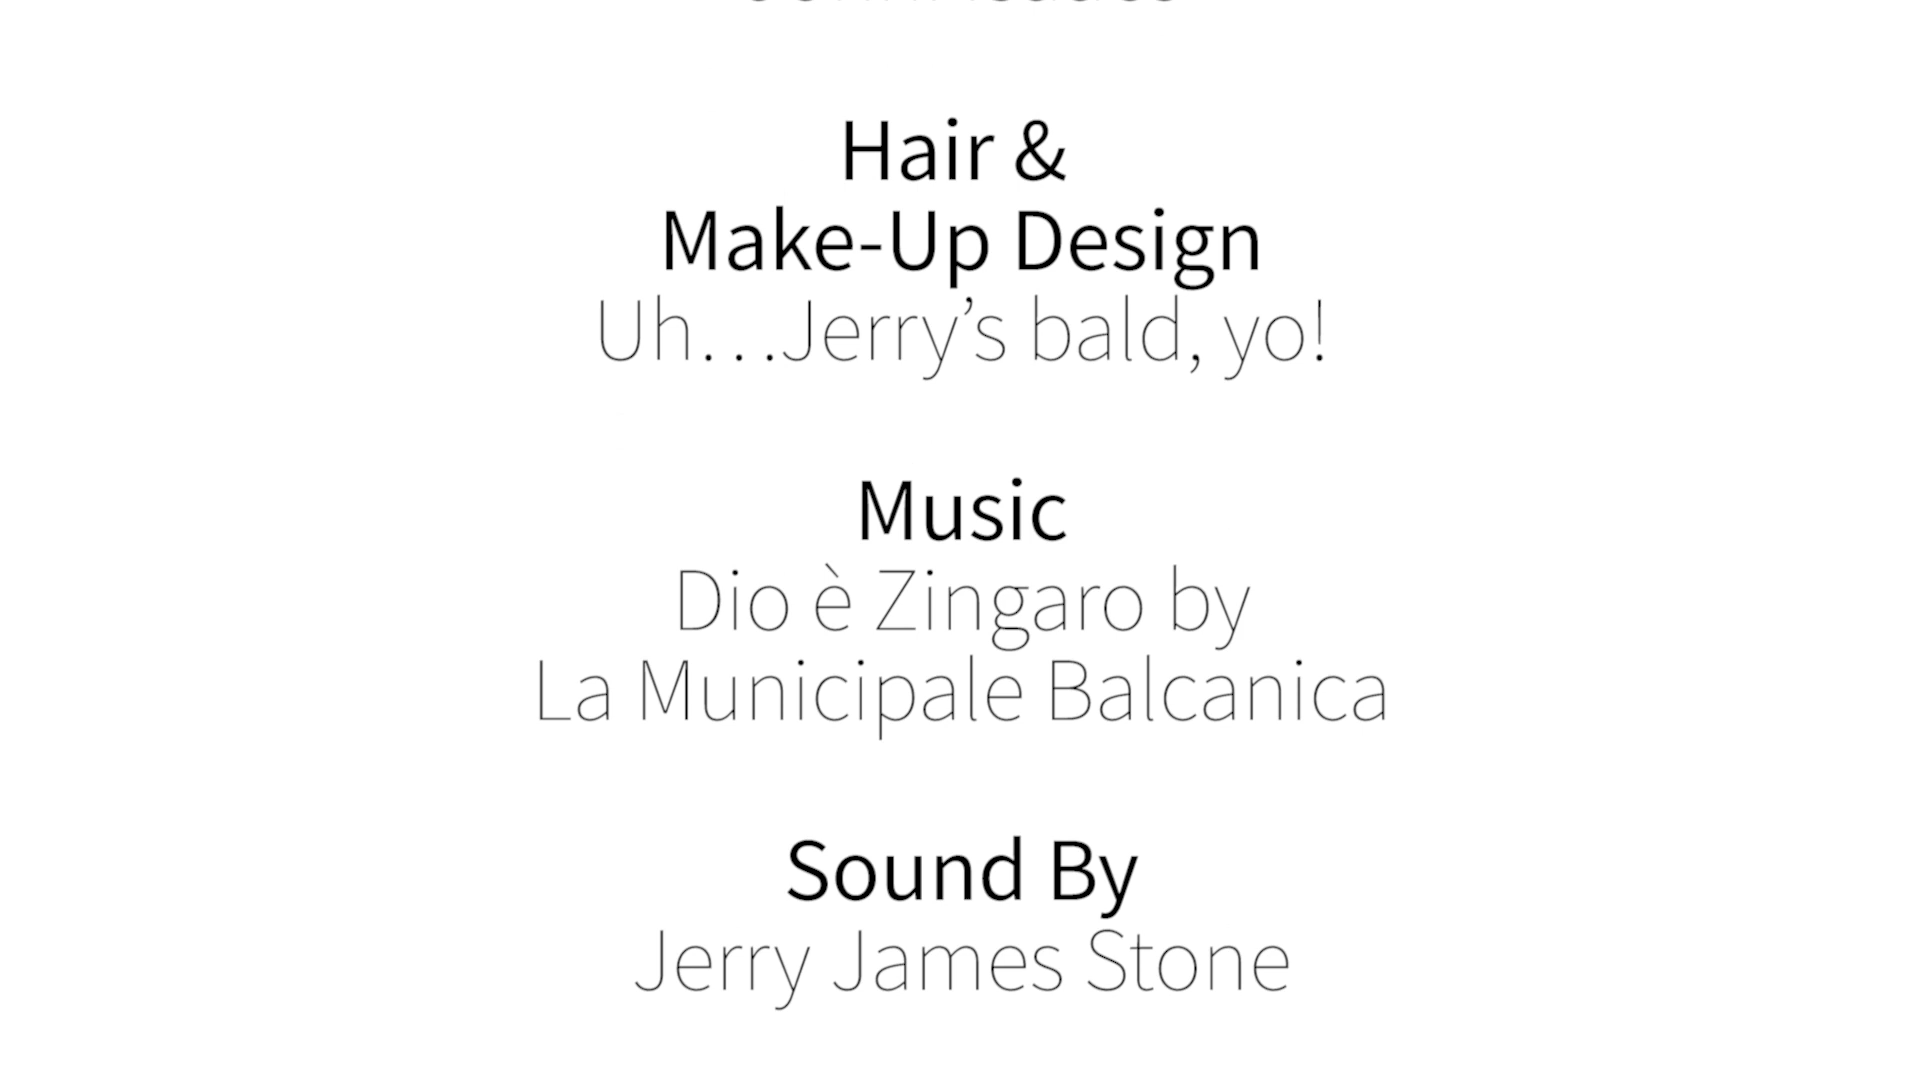 Hair &
Make-Up Design
Uh…Jerry’s bald, yo!
Music
Dio è Zingaro by
La Municipale Balcanica
Sound By
Jerry James Stone